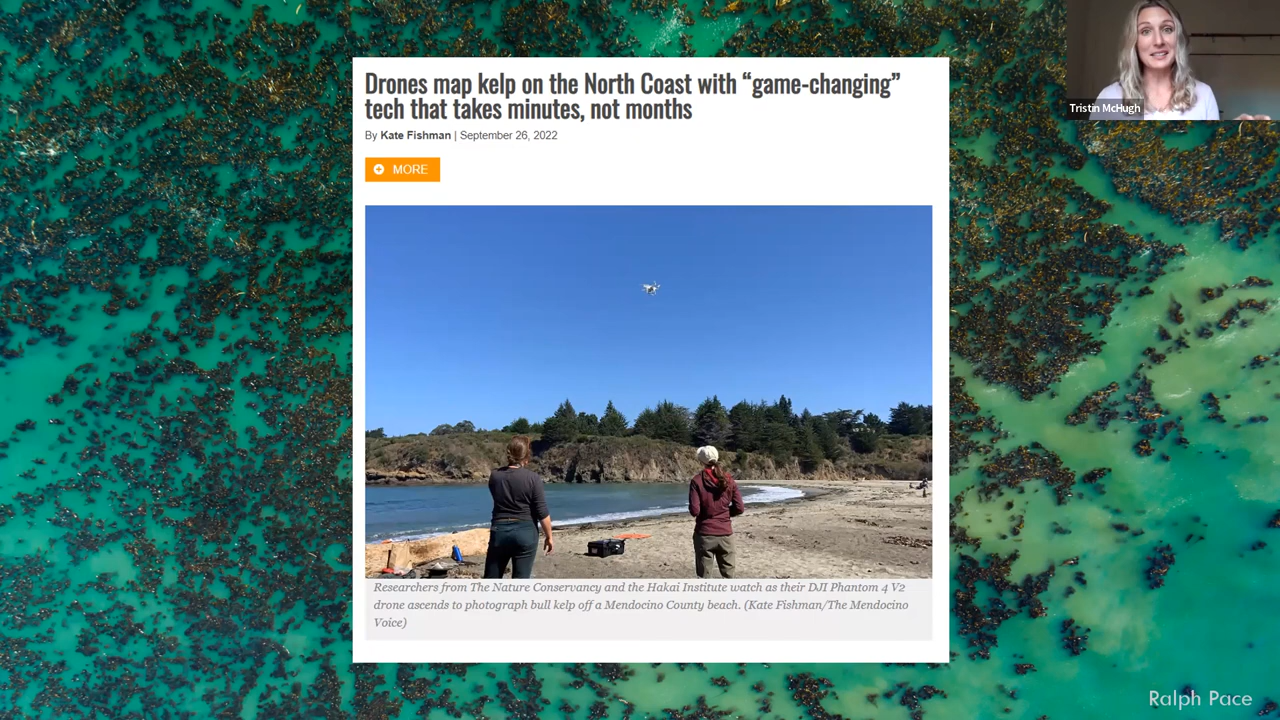 Drones map kelp on the North Coast with “game-changing”
tech that takes minutes, not months
By Kate Fishman | September 26, 2022
MORE
Tristin McHugh
Researchers from The Nature Conservancy and the Hakai Institute watch as their DJI Phantom 4 V2
drone ascends to photograph bull kelp off a Mendocino County beach. (Kate Fishman/The Mendocino
Voice)
Ralph Pace